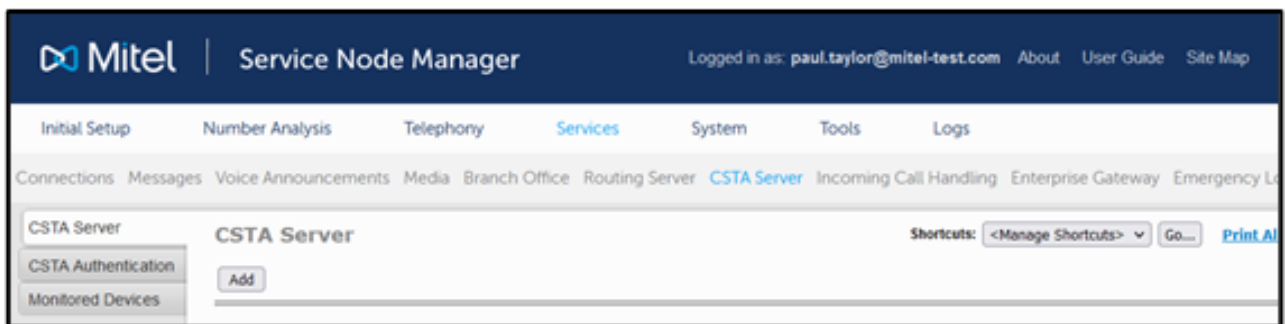 Mitel | Service Node Manager Logged in as: paul.taylor@mitel-test.com About User Guide Site Map
Initial Setup Number Analysis Telephony Services System Tools Logs
Connections Messages Voice Announcements Media Branch Office Routing Server CSTA Server Incoming Call Handling Enterprise Gateway Emergency
CSTA Server CSTA Server Shortcuts: <Manage Shortcuts> Go... Print
CSTA Authentication Add
Monitored Devices